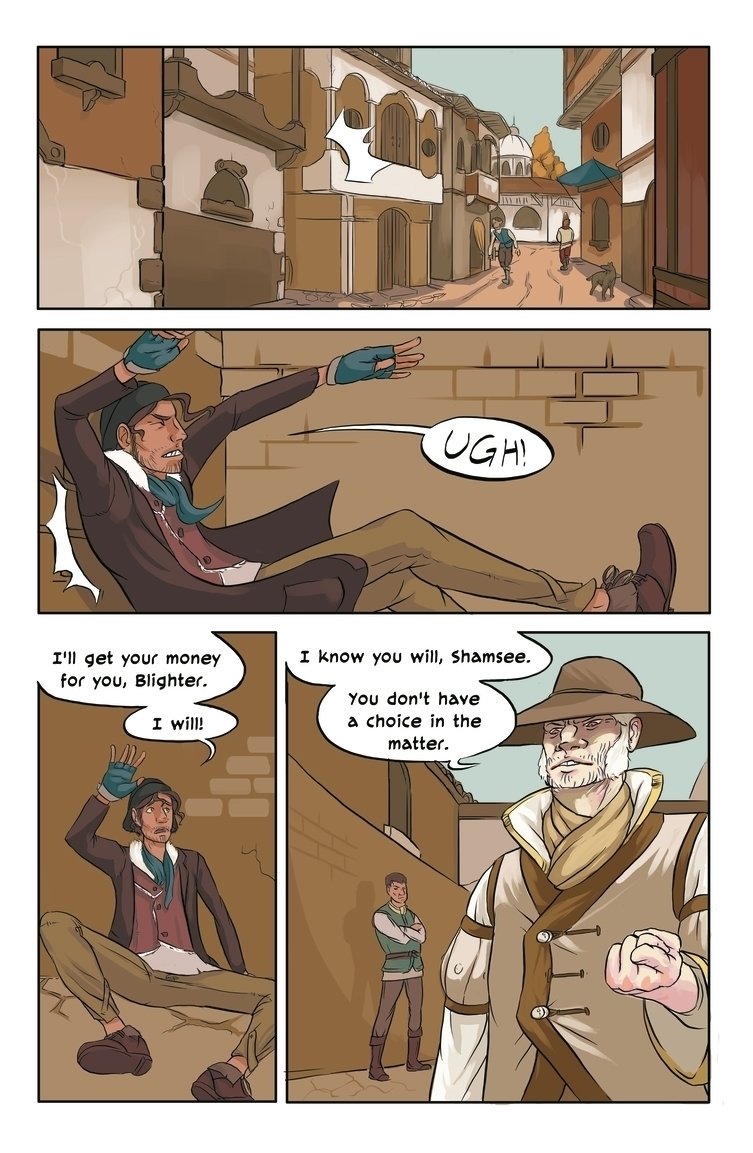 UGH!
I'll get your money
for you, Blighter.
I will!
I know you will, Shamsee.
You don't have
a choice in the
matter.